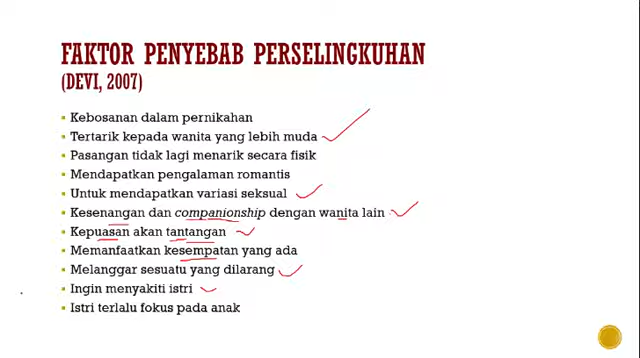 FAKTOR PENYEBAB PERSELINGKUHAN
(DEVI, 2007)
Kebosanan dalam pernikahan
Tertarik kepada wanita yang lebih muda
Pasangan tidak lagi menarik secara fisik
Mendapatkan pengalaman romantis
Untuk mendapatkan variasi seksual
Kesenangan dan companionship dengan wanita lain
Kepuasan akan tantangan
Memanfaatkan kesempatan yang ada
Melanggar sesuatu yang dilarang
Ingin menyakiti istri
Istri terlalu fokus pada anak